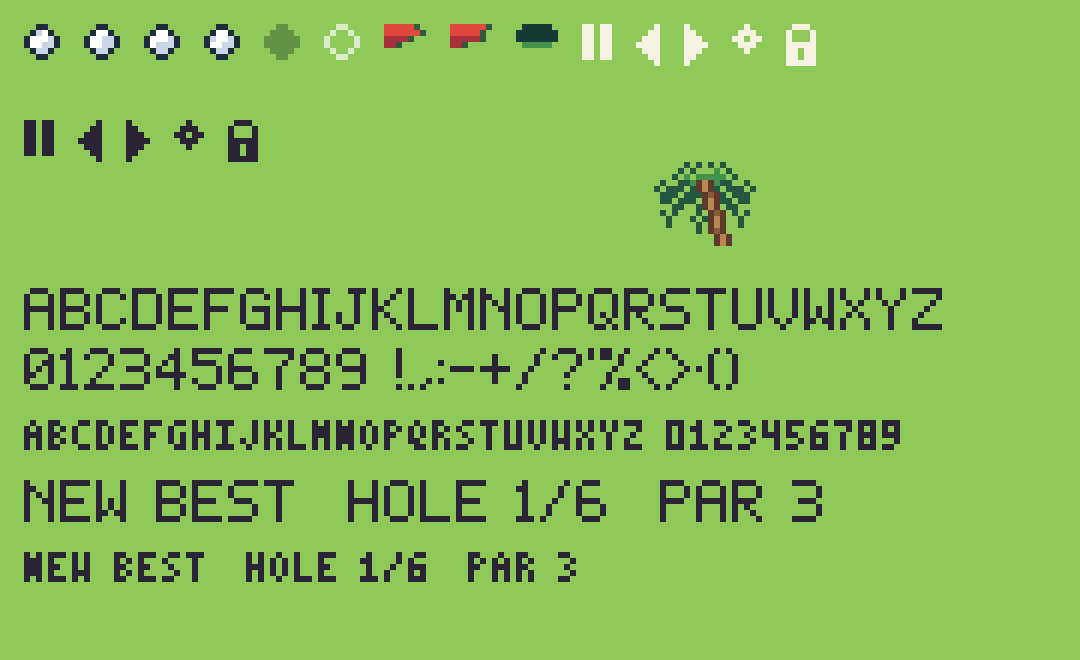 ABCDEFGHIJKLMNOPQRSTUVWXYZ
0123456789 !.,:-+/?'%<>·()
ABCDEFGHIJKLMNOPQRSTUVWXYZ 0123456789
NEW BEST HOLE 1/6 PAR 3
NEW BEST HOLE 1/6 PAR 3